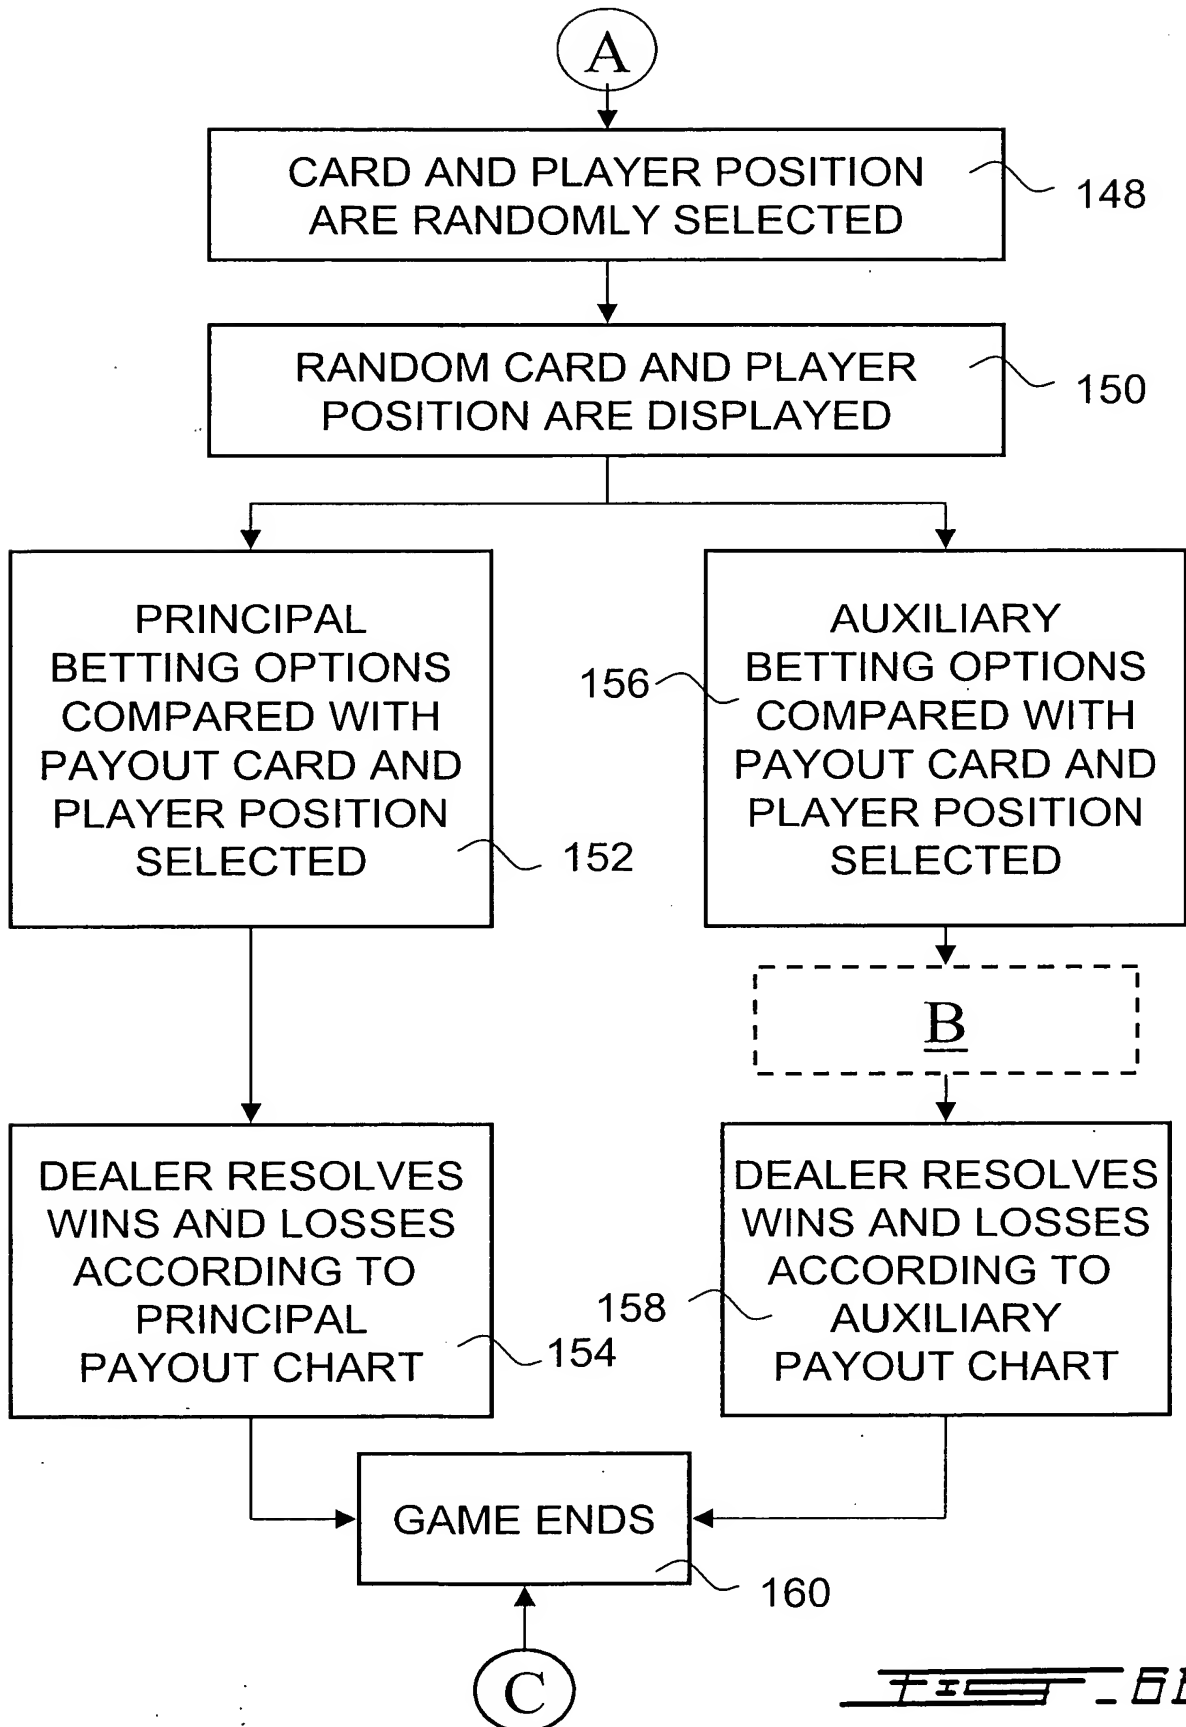 A
CARD AND PLAYER POSITION
ARE RANDOMLY SELECTED
148
RANDOM CARD AND PLAYER
POSITION ARE DISPLAYED
150
PRINCIPAL
BETTING OPTIONS
COMPARED WITH
PAYOUT CARD AND
PLAYER POSITION
SELECTED
152
AUXILIARY
BETTING OPTIONS
COMPARED WITH
PAYOUT CARD AND
PLAYER POSITION
SELECTED
156
B
DEALER RESOLVES
WINS AND LOSSES
ACCORDING TO
PRINCIPAL
PAYOUT CHART
154
DEALER RESOLVES
WINS AND LOSSES
ACCORDING TO
AUXILIARY
PAYOUT CHART
158
GAME ENDS
160
C